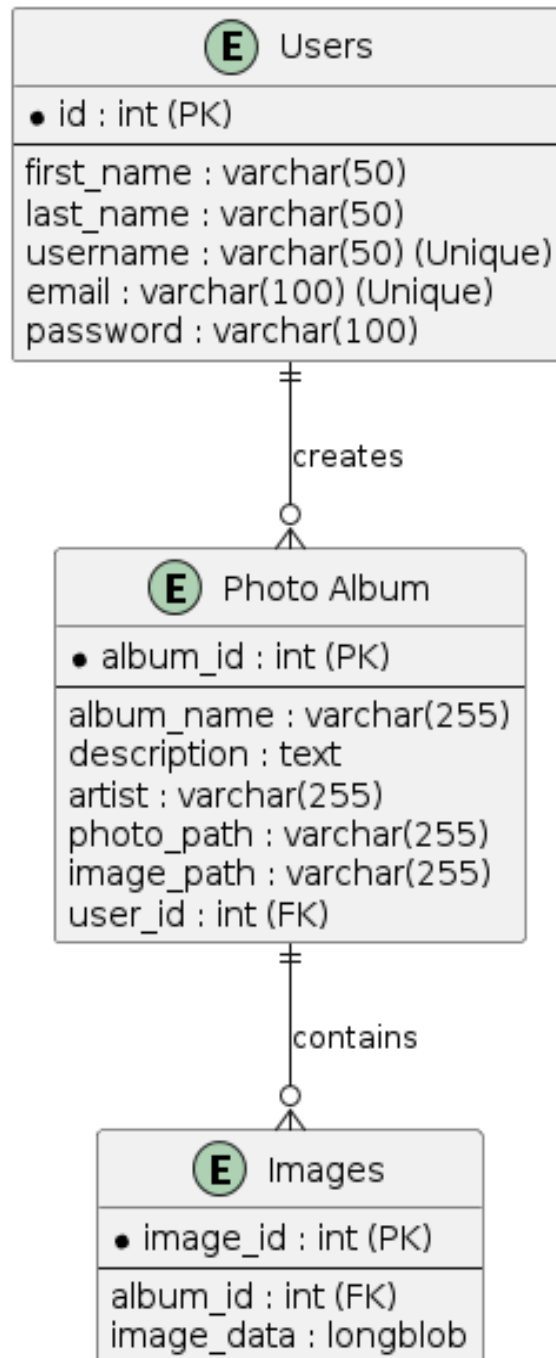 E Users
id : int (PK)
first_name : varchar(50)
last_name : varchar(50)
username : varchar(50) (Unique)
email : varchar(100) (Unique)
password : varchar(100)
creates
E Photo Album
album_id : int (PK)
album_name : varchar(255)
description : text
artist : varchar(255)
photo_path : varchar(255)
image_path : varchar(255)
user_id : int (FK)
contains
E Images
image_id : int (PK)
album_id : int (FK)
image_data : longblob